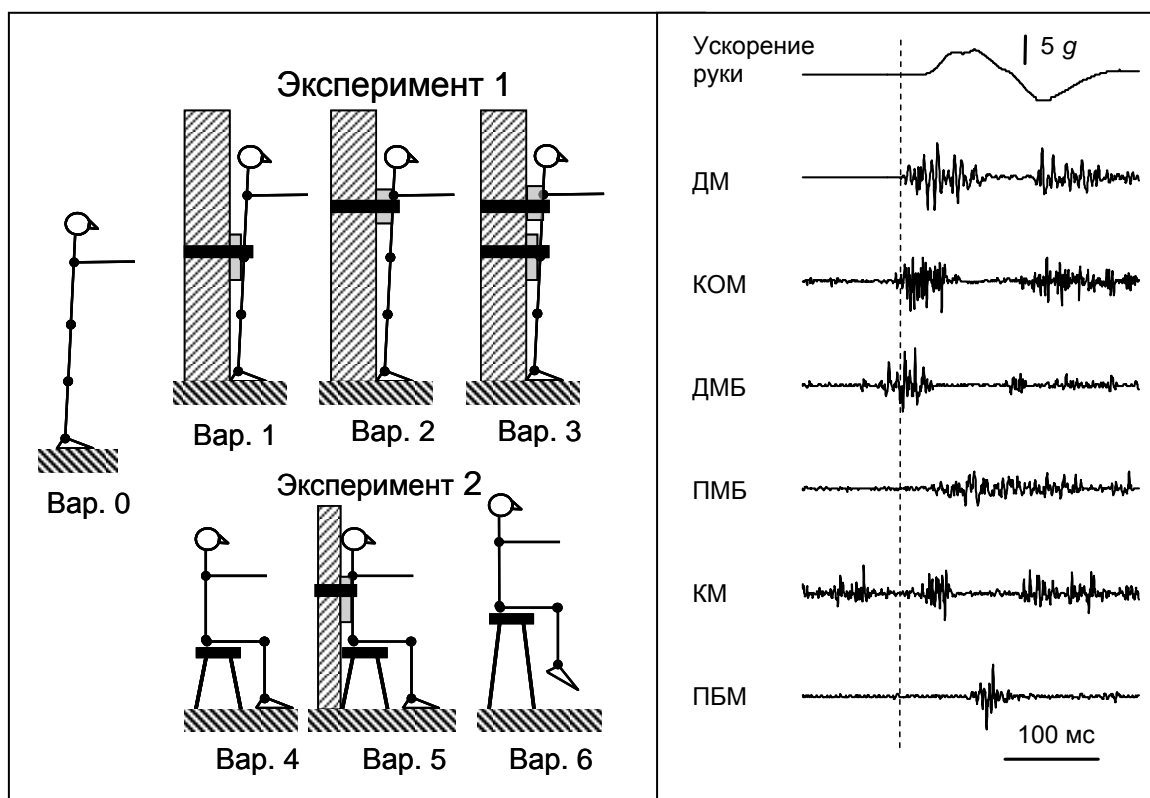 Эксперимент 1
Вар. 0
Вар. 1
Вар. 2
Вар. 3
Эксперимент 2
Вар. 4
Вар. 5
Вар. 6
Ускорение
руки
5 g
ДМ
КОМ
ДМБ
ПМБ
КМ
ПБМ
100 мс